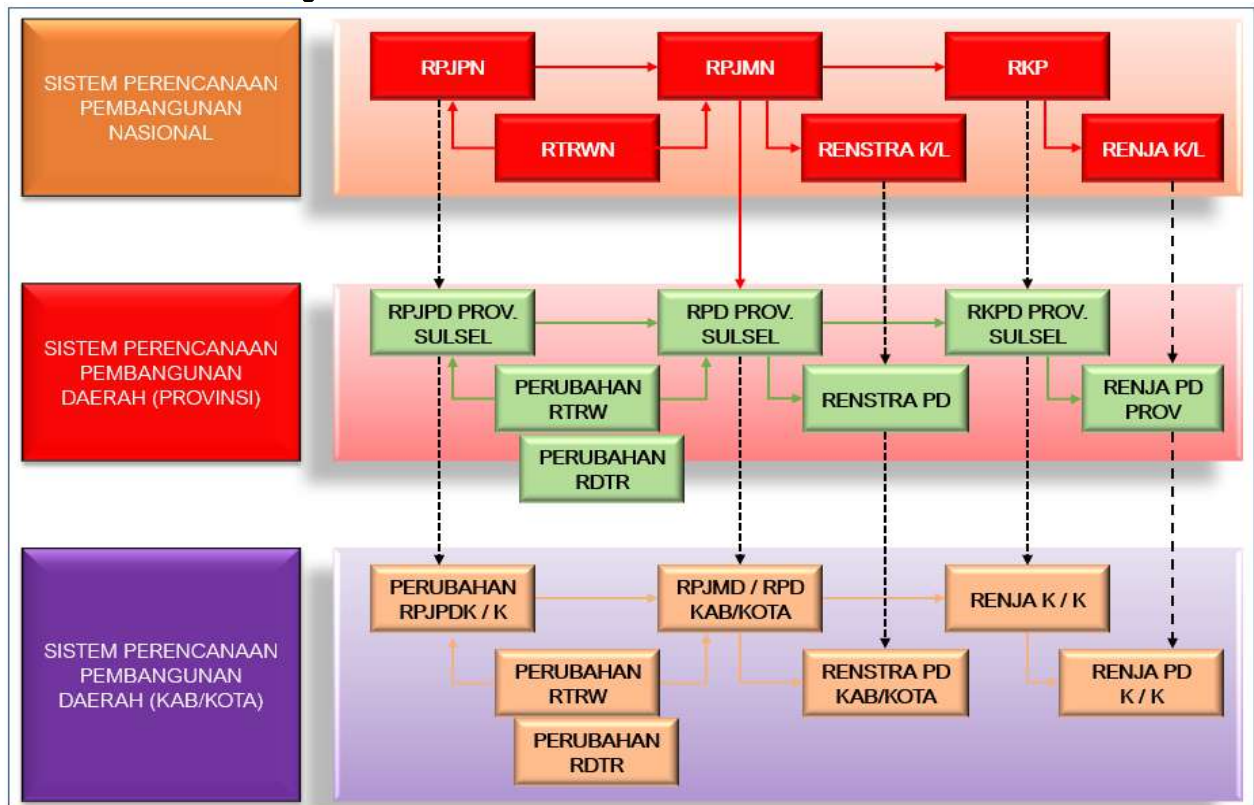 g
SISTEM PERENCANAAN
PEMBANGUNAN
NASIONAL
RPJPN
RPJMN
RKP
RTRWN
RENSTRA K/L
RENJA K/L
SISTEM PERENCANAAN
PEMBANGUNAN
DAERAH (PROVINSI)
RPJPD PROV.
SULSEL
RPD PROV.
SULSEL
RKPD PROV.
SULSEL
PERUBAHAN
RTRW
RENSTRA PD
RENJA PD
PROV
PERUBAHAN
RDTR
SISTEM PERENCANAAN
PEMBANGUNAN
DAERAH (KAB/KOTA)
PERUBAHAN
RPJPDK / K
RPJMD / RPD
KAB/KOTA
RENJA K / K
PERUBAHAN
RTRW
RENSTRA PD
KAB/KOTA
RENJA PD
K / K
PERUBAHAN
RDTR